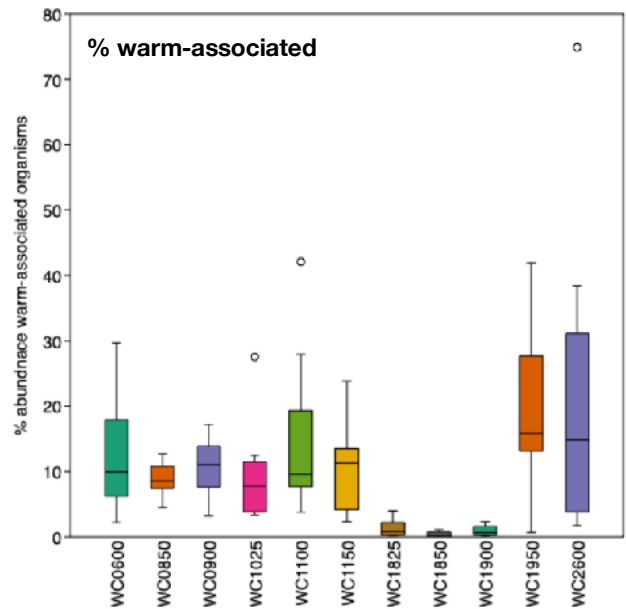 % warm-associated
% abundnace warm-associated organisms
80
70
60
50
40
30
20
10
0
WC0600
WC0850
WC0900
WC1025
WC1100
WC1150
WC1825
WC1850
WC1900
WC1950
WC2600